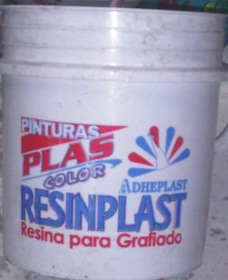 PINTURAS
PLAS
COLOR
ADHEPLAST
RESINPLAST
Resina para Grafiado